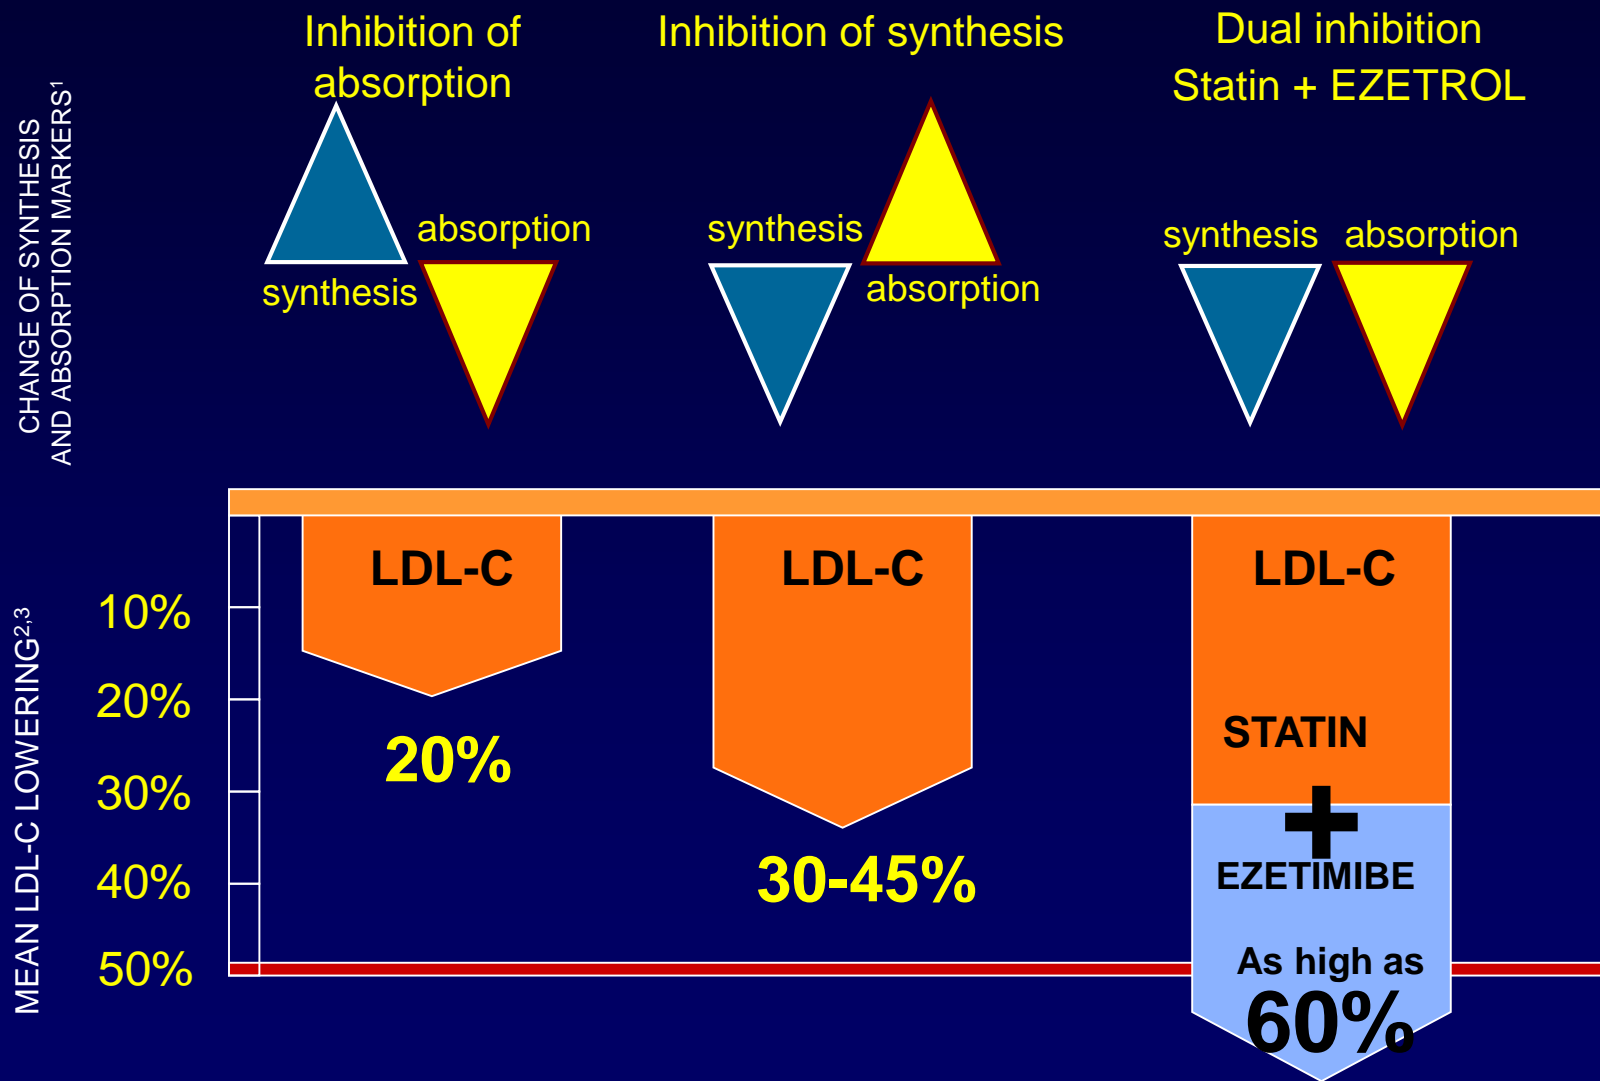 Inhibition of
absorption
Inhibition of synthesis
Dual inhibition
Statin + EZETROL
CHANGE OF SYNTHESIS
AND ABSORPTION MARKERS¹
absorption
synthesis
synthesis
absorption
synthesis
absorption
MEAN LDL-C LOWERING²,³
10%
20%
30%
40%
50%
LDL-C
20%
LDL-C
30-45%
LDL-C
STATIN
+
EZETIMIBE
As high as
60%